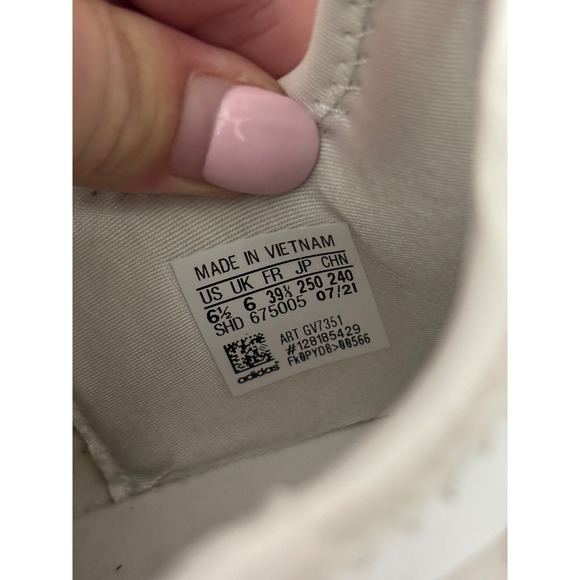 MADE IN VIETNAM
US UK FR JP CHN
6½ 6 39⅓ 250 240
SHD 675005 07/21
ART GV7351
#128185429
Fk0PYD8>00566
adidas